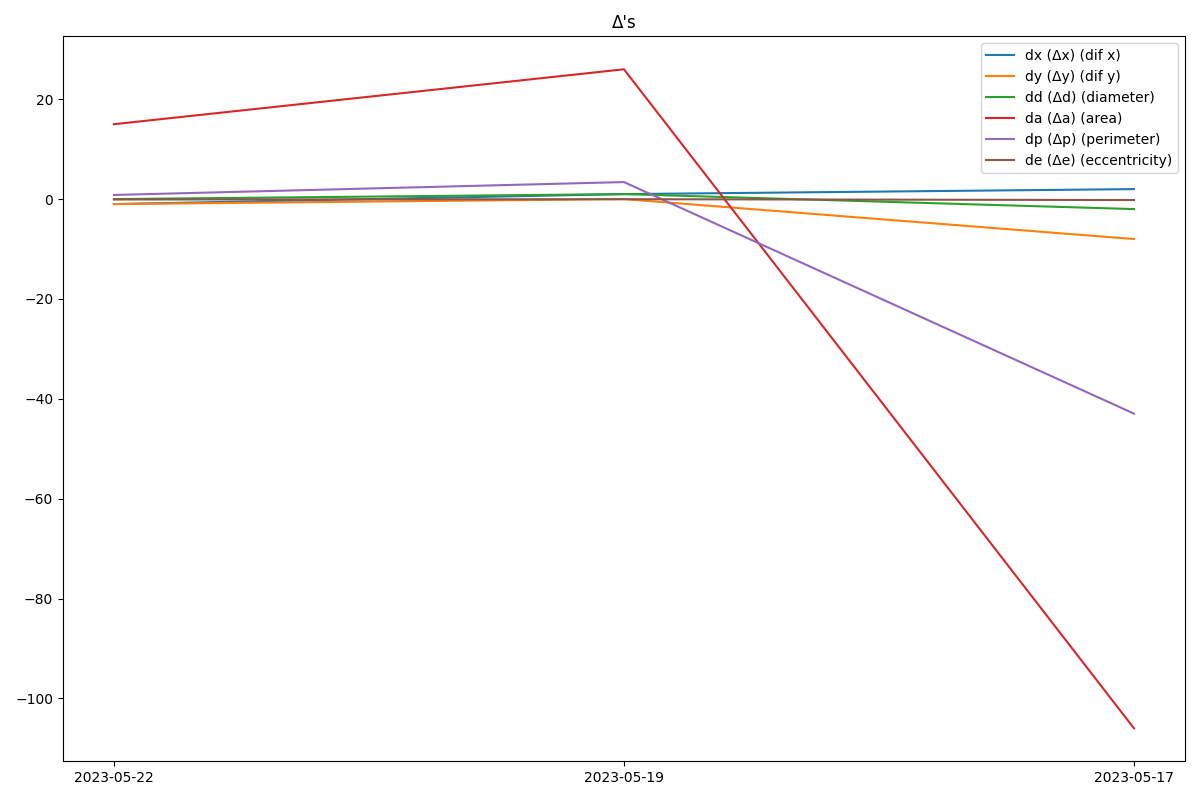 Δ's
dx (Δx) (dif x)
dy (Δy) (dif y)
dd (Δd) (diameter)
da (Δa) (area)
dp (Δp) (perimeter)
de (Δe) (eccentricity)
20
0
−20
−40
−60
−80
−100
2023-05-22 2023-05-19 2023-05-17